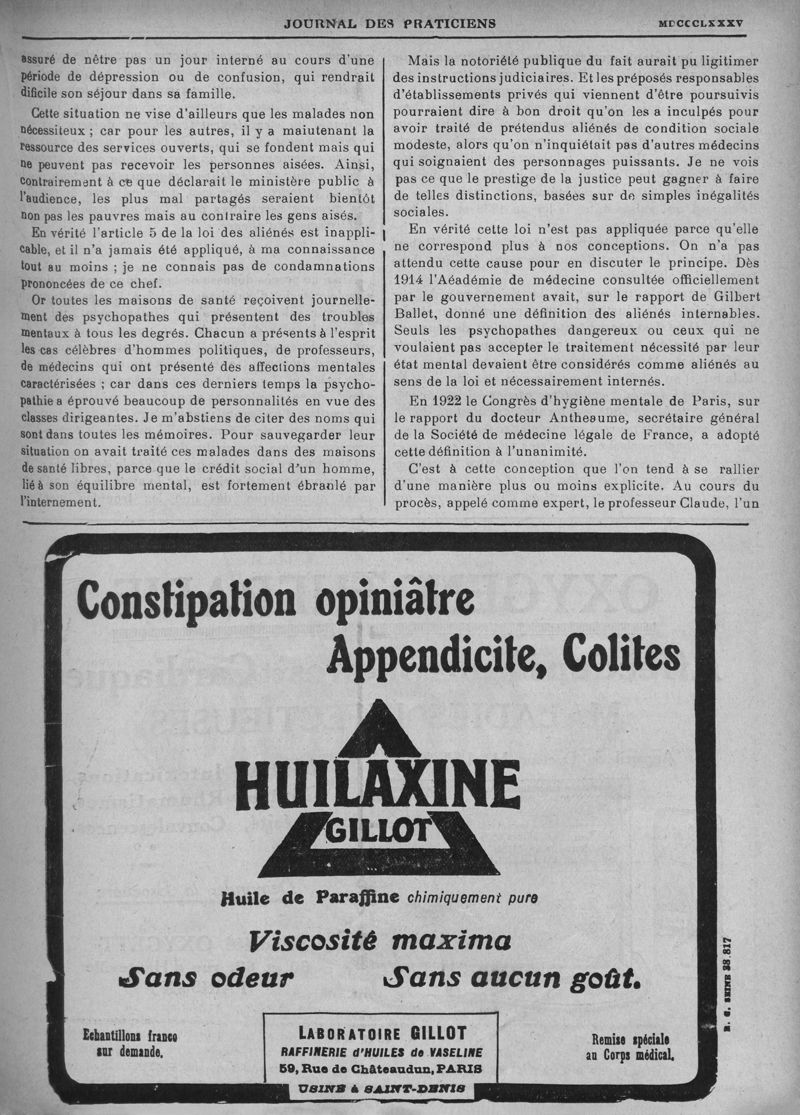 JOURNAL DES PRATICIENS
MDCCCLXXXV
assuré de nêtre pas un jour interné au cours d'une
période de dépression ou de confusion, qui rendrait
dificile son séjour dans sa famille.
Cette situation ne vise d'ailleurs que les malades non
nécessiteux ; car pour les autres, il y a maiutenant la
ressource des services ouverts, qui se fondent mais qui
ne peuvent pas recevoir les personnes aisées. Ainsi,
contrairement à ce que déclarait le ministère public à
l'audience, les plus mal partagés seraient bientôt
non pas les pauvres mais au contraire les gens aisés.
En vérité l'article 5 de la loi des aliénés est inappli-
cable, et il n'a jamais été appliqué, à ma connaissance
tout au moins ; je ne connais pas de condamnations
prononcées de ce chef.
Or toutes les maisons de santé reçoivent journelle-
ment des psychopathes qui présentent des troubles
mentaux à tous les degrés. Chacun a présents à l'esprit
les cas célèbres d'hommes politiques, de professeurs,
de médecins qui ont présenté des affections mentales
caractérisées ; car dans ces derniers temps la psycho-
pathie a éprouvé beaucoup de personnalités en vue des
classes dirigeantes. Je m'abstiens de citer des noms qui
sont dans toutes les mémoires. Pour sauvegarder leur
situation on avait traité ces malades dans des maisons
de santé libres, parce que le crédit social d'un homme,
lié à son équilibre mental, est fortement ébranlé par
l'internement.
Mais la notoriété publique du fait aurait pu ligitimer
des instructions judiciaires. Et les préposés responsables
d'établissements privés qui viennent d'être poursuivis
pourraient dire à bon droit qu'on les a inculpés pour
avoir traité de prétendus aliénés de condition sociale
modeste, alors qu'on n'inquiétait pas d'autres médecins
qui soignaient des personnages puissants. Je ne vois
pas ce que le prestige de la justice peut gagner à faire
de telles distinctions, basées sur de simples inégalités
sociales.
En vérité cette loi n'est pas appliquée parce qu'elle
ne correspond plus à nos conceptions. On n'a pas
attendu cette cause pour en discuter le principe. Dès
1914 l'Aéadémie de médecine consultée officiellement
par le gouvernement avait, sur le rapport de Gilbert
Ballet, donné une définition des aliénés internables.
Seuls les psychopathes dangereux ou ceux qui ne
voulaient pas accepter le traitement nécessité par leur
état mental devaient être considérés comme aliénés au
sens de la loi et nécessairement internés.
En 1922 le Congrès d'hygiène mentale de Paris, sur
le rapport du docteur Antheaume, secrétaire général
de la Société de médecine légale de France, a adopté
cette définition à l'unanimité.
C'est à cette conception que l'on tend à se rallier
d'une manière plus ou moins explicite. Au cours du
procès, appelé comme expert, le professeur Claude, l'un
Constipation opiniâtre
Appendicite, Colites
HUILAXINE
GILLOT
Huile de Paraffine chimiquement pure
Viscosité maxima
Sans odeur Sans aucun goût.
Echantillons franco
sur demande.
LABORATOIRE GILLOT
RAFFINERIE d'HUILES de VASELINE
59, Rue de Châteaudun, PARIS
USINE à SAINT-DENIS
Remise spéciale
au Corps médical.
R. C. SEINE 38.817